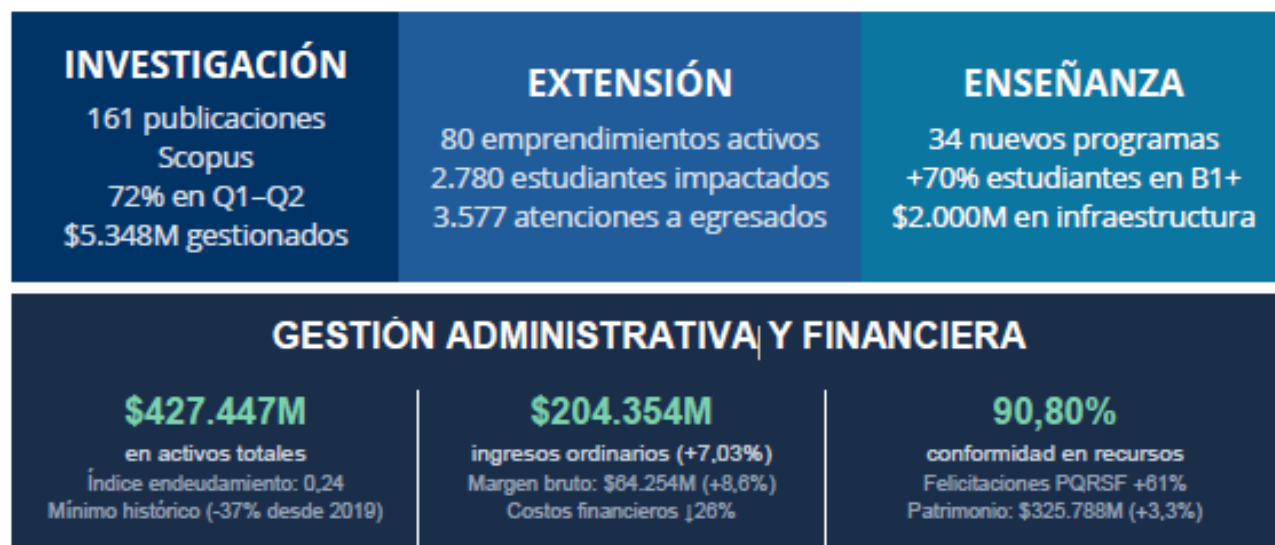 INVESTIGACIÓN
161 publicaciones
Scopus
72% en Q1–Q2
$5.348M gestionados
EXTENSIÓN
80 emprendimientos activos
2.780 estudiantes impactados
3.577 atenciones a egresados
ENSEÑANZA
34 nuevos programas
+70% estudiantes en B1+
$2.000M en infraestructura
GESTIÓN ADMINISTRATIVA Y FINANCIERA
$427.447M
en activos totales
Índice endeudamiento: 0,24
Mínimo histórico (-37% desde 2019)
$204.354M
ingresos ordinarios (+7,03%)
Margen bruto: $64.254M (+8,6%)
Costos financieros ↓26%
90,80%
conformidad en recursos
Felicitaciones PQRSF +61%
Patrimonio: $325.788M (+3,3%)